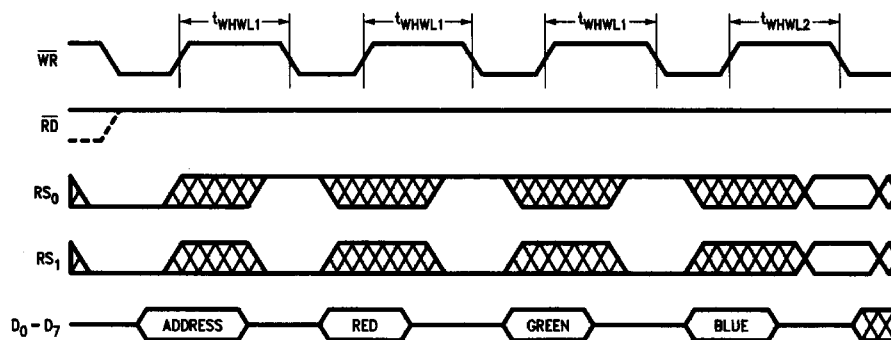 tWHWL1 tWHWL1 tWHWL1 tWHWL2
WR
RD
RS0
RS1
D0 – D7 ADDRESS RED GREEN BLUE